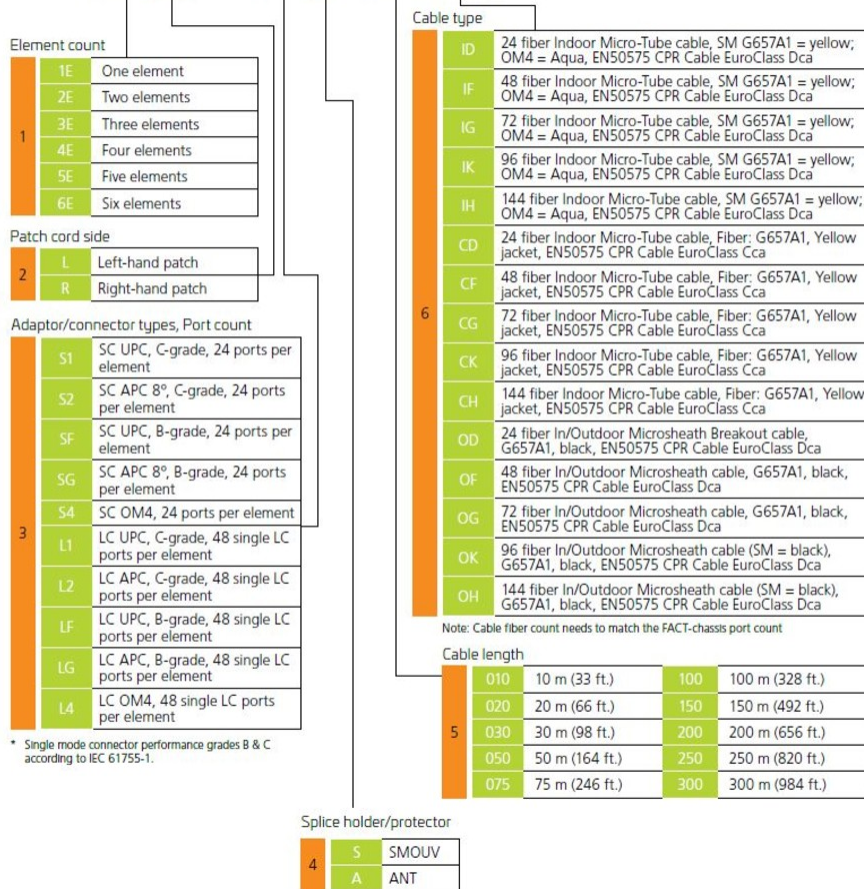 Element count
1
1E One element
2E Two elements
3E Three elements
4E Four elements
5E Five elements
6E Six elements
Patch cord side
2
L Left-hand patch
R Right-hand patch
Adaptor/connector types, Port count
3
S1 SC UPC, C-grade, 24 ports per
element
S2 SC APC 8º, C-grade, 24 ports
per element
SF SC UPC, B-grade, 24 ports per
element
SG SC APC 8º, B-grade, 24 ports
per element
S4 SC OM4, 24 ports per element
L1 LC UPC, C-grade, 48 single LC
ports per element
L2 LC APC, C-grade, 48 single LC
ports per element
LF LC UPC, B-grade, 48 single LC
ports per element
LG LC APC, B-grade, 48 single LC
ports per element
L4 LC OM4, 48 single LC ports
per element
* Single mode connector performance grades B & C
according to IEC 61755-1.
Splice holder/protector
4
S SMOUV
A ANT
Cable type
6
ID 24 fiber Indoor Micro-Tube cable, SM G657A1 = yellow;
OM4 = Aqua, EN50575 CPR Cable EuroClass Dca
IF 48 fiber Indoor Micro-Tube cable, SM G657A1 = yellow;
OM4 = Aqua, EN50575 CPR Cable EuroClass Dca
IG 72 fiber Indoor Micro-Tube cable, SM G657A1 = yellow;
OM4 = Aqua, EN50575 CPR Cable EuroClass Dca
IK 96 fiber Indoor Micro-Tube cable, SM G657A1 = yellow;
OM4 = Aqua, EN50575 CPR Cable EuroClass Dca
IH 144 fiber Indoor Micro-Tube cable, SM G657A1 = yellow;
OM4 = Aqua, EN50575 CPR Cable EuroClass Dca
CD 24 fiber Indoor Micro-Tube cable, Fiber: G657A1, Yellow
jacket, EN50575 CPR Cable EuroClass Cca
CF 48 fiber Indoor Micro-Tube cable, Fiber: G657A1, Yellow
jacket, EN50575 CPR Cable EuroClass Cca
CG 72 fiber Indoor Micro-Tube cable, Fiber: G657A1, Yellow
jacket, EN50575 CPR Cable EuroClass Cca
CK 96 fiber Indoor Micro-Tube cable, Fiber: G657A1, Yellow
jacket, EN50575 CPR Cable EuroClass Cca
CH 144 fiber Indoor Micro-Tube cable, Fiber: G657A1, Yellow
jacket, EN50575 CPR Cable EuroClass Cca
OD 24 fiber In/Outdoor Microsheath Breakout cable,
G657A1, black, EN50575 CPR Cable EuroClass Dca
OF 48 fiber In/Outdoor Microsheath cable, G657A1, black,
EN50575 CPR Cable EuroClass Dca
OG 72 fiber In/Outdoor Microsheath cable, G657A1, black,
EN50575 CPR Cable EuroClass Dca
OK 96 fiber In/Outdoor Microsheath cable (SM = black),
G657A1, black, EN50575 CPR Cable EuroClass Dca
OH 144 fiber In/Outdoor Microsheath cable (SM = black),
G657A1, black, EN50575 CPR Cable EuroClass Dca
Note: Cable fiber count needs to match the FACT-chassis port count
Cable length
5
010 10 m (33 ft.) 100 100 m (328 ft.)
020 20 m (66 ft.) 150 150 m (492 ft.)
030 30 m (98 ft.) 200 200 m (656 ft.)
050 50 m (164 ft.) 250 250 m (820 ft.)
075 75 m (246 ft.) 300 300 m (984 ft.)